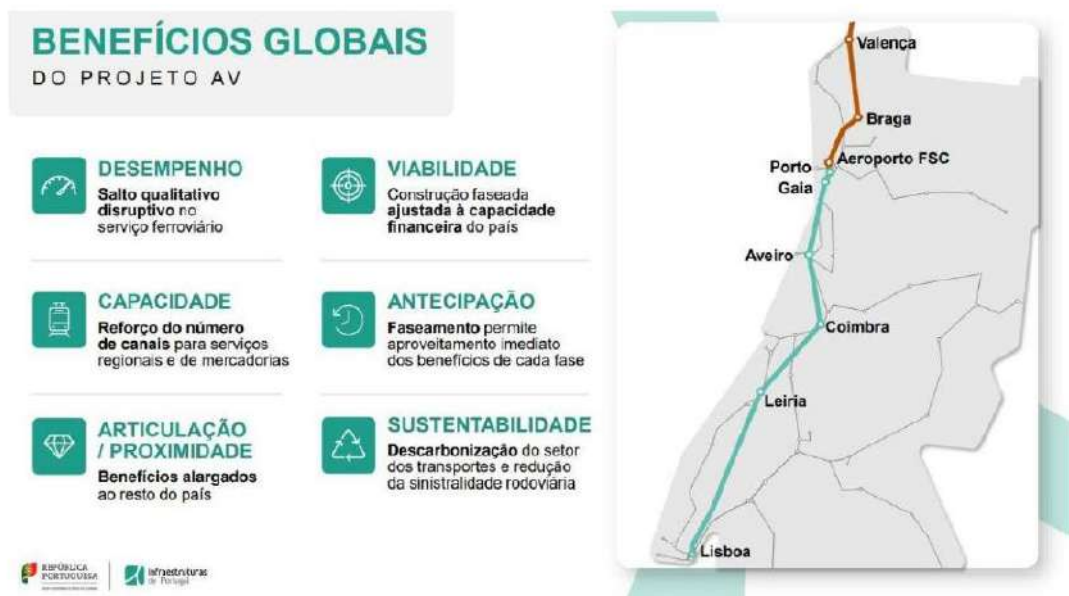 BENEFÍCIOS GLOBAIS
DO PROJETO AV
DESEMPENHO
Salto qualitativo
disruptivo no
serviço ferroviário
VIABILIDADE
Construção faseada
ajustada à capacidade
financeira do país
CAPACIDADE
Reforço do número
de canais para serviços
regionais e de mercadorias
ANTECIPAÇÃO
Faseamento permite
aproveitamento imediato
dos benefícios de cada fase
ARTICULAÇÃO
/ PROXIMIDADE
Benefícios alargados
ao resto do país
SUSTENTABILIDADE
Descarbonização do setor
dos transportes e redução
da sinistralidade rodoviária
Valença
Braga
Aeroporto FSC
Porto
Gaia
Aveiro
Coimbra
Leiria
Lisboa
REPÚBLICA
PORTUGUESA
Infraestruturas
de Portugal